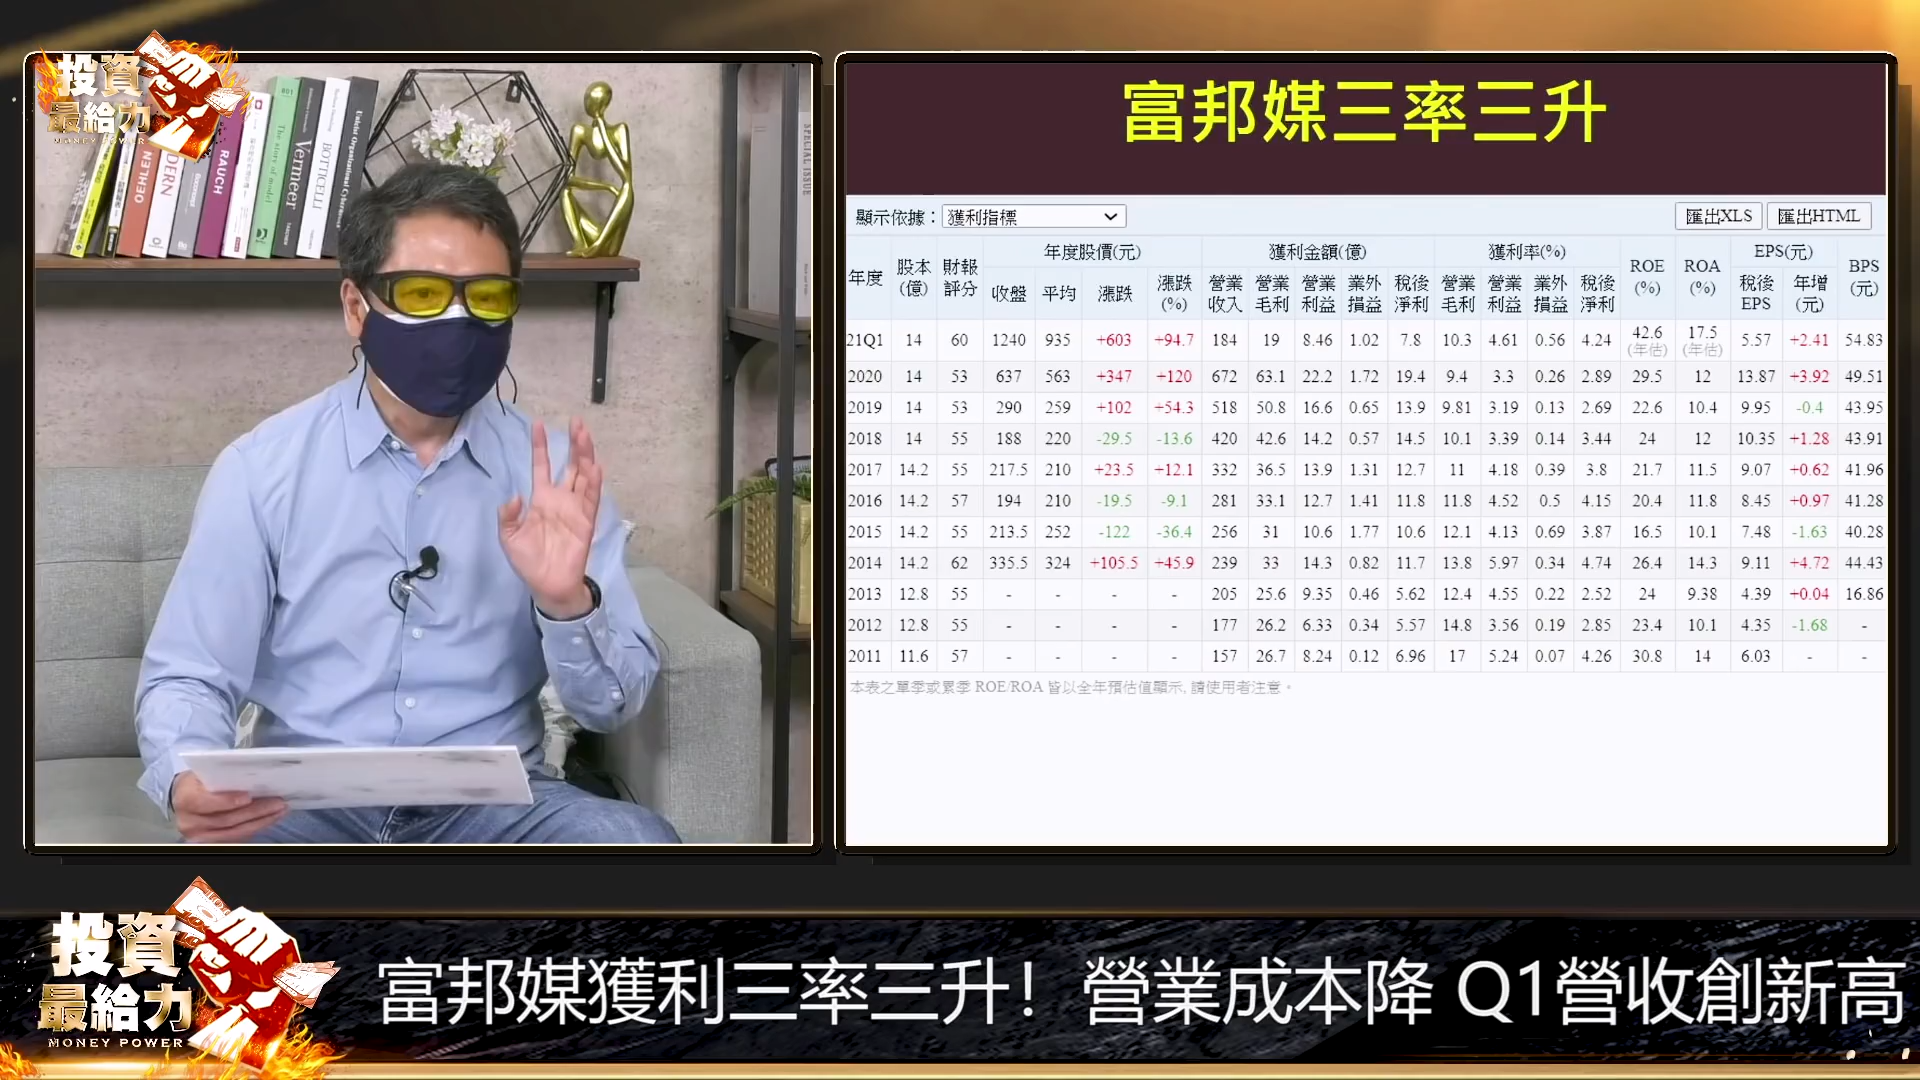 投資
最給力
MONEY POWER
OEHLEN
RAUCH
The story of model
Vermeer
BOTTICELLI
SPECIAL ISSUE
富邦媒三率三升
顯示依據： 獲利指標 匯出XLS 匯出HTML
年度 股本(億) 財報評分 年度股價(元) 獲利金額(億) 獲利率(%) ROE(%) ROA(%) EPS(元) BPS(元)
收盤 平均 漲跌 漲跌(%) 營業收入 營業毛利 營業利益 業外損益 稅後淨利 營業毛利 營業利益 業外損益 稅後淨利 稅後EPS 年增(元)
21Q1 14 60 1240 935 +603 +94.7 184 19 8.46 1.02 7.8 10.3 4.61 0.56 4.24 42.6 (年估) 17.5 (年估) 5.57 +2.41 54.83
2020 14 53 637 563 +347 +120 672 63.1 22.2 1.72 19.4 9.4 3.3 0.26 2.89 29.5 12 13.87 +3.92 49.51
2019 14 53 290 259 +102 +54.3 518 50.8 16.6 0.65 13.9 9.81 3.19 0.13 2.69 22.6 10.4 9.95 -0.4 43.95
2018 14 55 188 220 -29.5 -13.6 420 42.6 14.2 0.57 14.5 10.1 3.39 0.14 3.44 24 12 10.35 +1.28 43.91
2017 14.2 55 217.5 210 +23.5 +12.1 332 36.5 13.9 1.31 12.7 11 4.18 0.39 3.8 21.7 11.5 9.07 +0.62 41.96
2016 14.2 57 194 210 -19.5 -9.1 281 33.1 12.7 1.41 11.8 11.8 4.52 0.5 4.15 20.4 11.8 8.45 +0.97 41.28
2015 14.2 55 213.5 252 -122 -36.4 256 31 10.6 1.77 10.6 12.1 4.13 0.69 3.87 16.5 10.1 7.48 -1.63 40.28
2014 14.2 62 335.5 324 +105.5 +45.9 239 33 14.3 0.82 11.7 13.8 5.97 0.34 4.74 26.4 14.3 9.11 +4.72 44.43
2013 12.8 55 - - - - 205 25.6 9.35 0.46 5.62 12.4 4.55 0.22 2.52 24 9.38 4.39 +0.04 16.86
2012 12.8 55 - - - - 177 26.2 6.33 0.34 5.57 14.8 3.56 0.19 2.85 23.4 10.1 4.35 -1.68 -
2011 11.6 57 - - - - 157 26.7 8.24 0.12 6.96 17 5.24 0.07 4.26 30.8 14 6.03 - -
本表之單季或累季 ROE/ROA 皆以全年預估值顯示, 請使用者注意。
投資
最給力
MONEY POWER
富邦媒獲利三率三升！營業成本降 Q1營收創新高